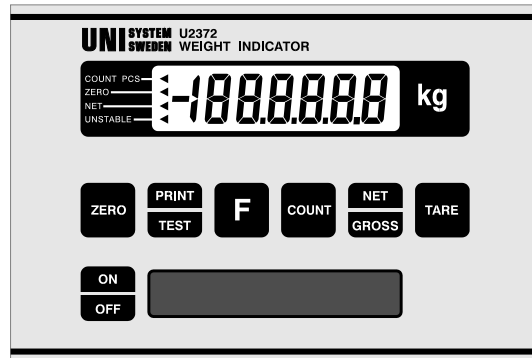 UNI SYSTEM SWEDEN U2372
WEIGHT INDICATOR
COUNT PCS
ZERO
NET
UNSTABLE
-188.8.8.8.8
kg
ZERO
PRINT
TEST
F
COUNT
NET
GROSS
TARE
ON
OFF